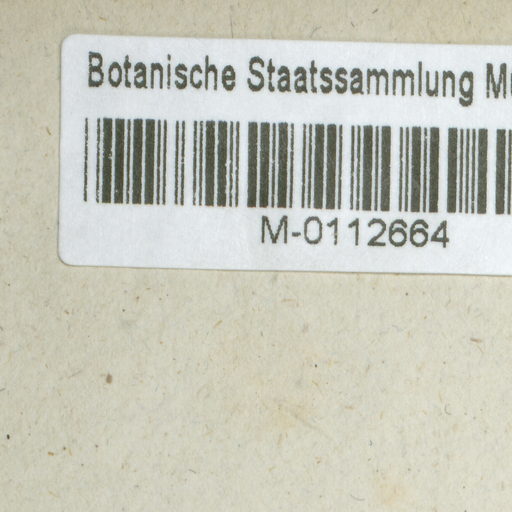 Botanische Staatssammlung
M-0112664